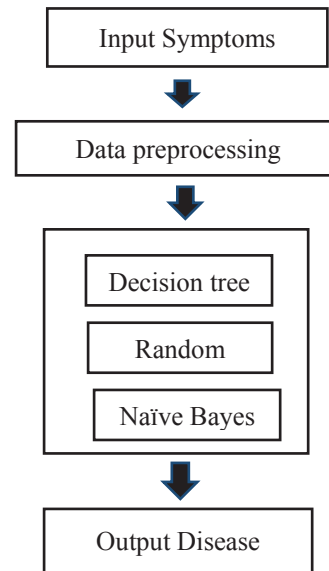 Input Symptoms
Data preprocessing
Decision tree
Random
Naïve Bayes
Output Disease